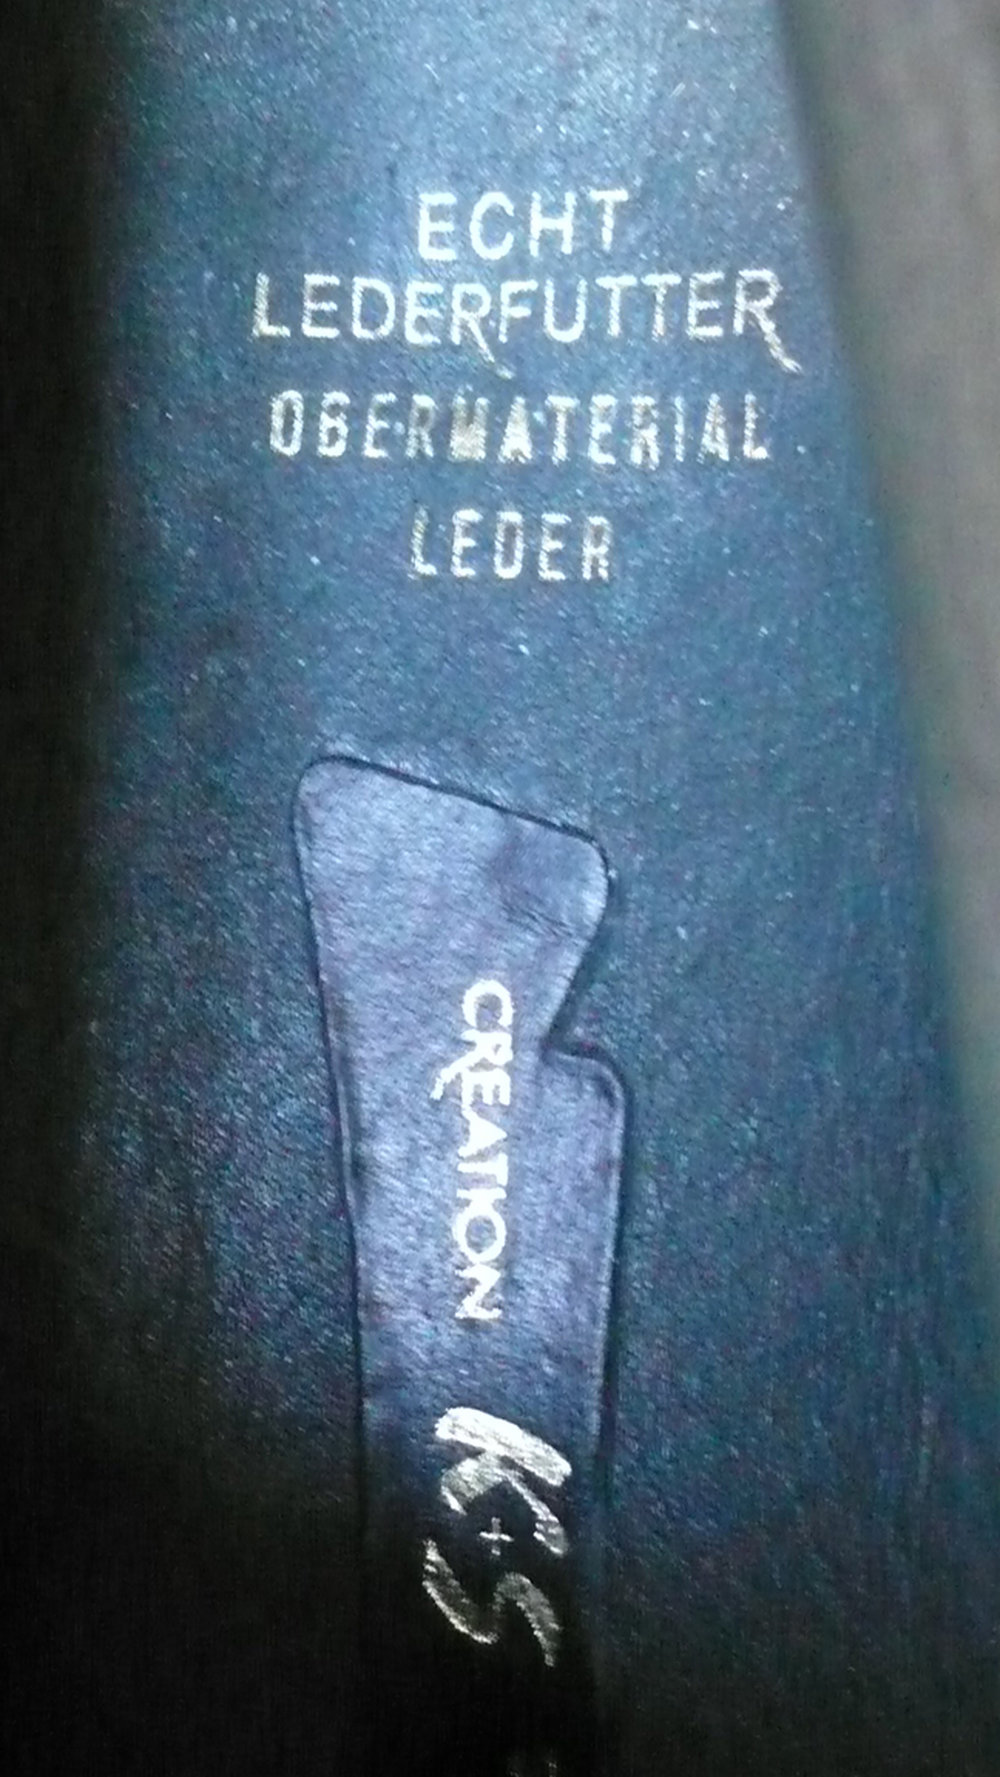 ECHT
LEDERFUTTER
OBERMATERIAL
LEDER
CREATION
K+S